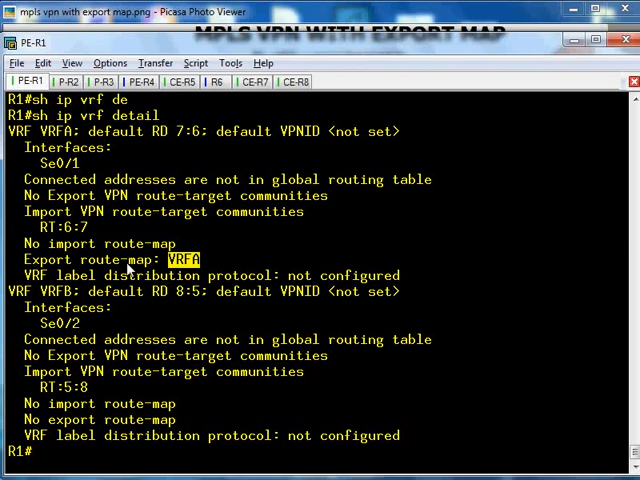 mpls vpn with export map.png - Picasa Photo Viewer
MPLS VPN WITH EXPORT MAP
PE-R1
File Edit View Options Transfer Script Tools Help
PE-R1 P-R2 P-R3 PE-R4 CE-R5 R6 CE-R7 CE-R8
R1#sh ip vrf de
R1#sh ip vrf detail
VRF VRFA; default RD 7:6; default VPNID <not set>
Interfaces:
Se0/1
Connected addresses are not in global routing table
No Export VPN route-target communities
Import VPN route-target communities
RT:6:7
No import route-map
Export route-map: VRFA
VRF label distribution protocol: not configured
VRF VRFB; default RD 8:5; default VPNID <not set>
Interfaces:
Se0/2
Connected addresses are not in global routing table
No Export VPN route-target communities
Import VPN route-target communities
RT:5:8
No import route-map
No export route-map
VRF label distribution protocol: not configured
R1#